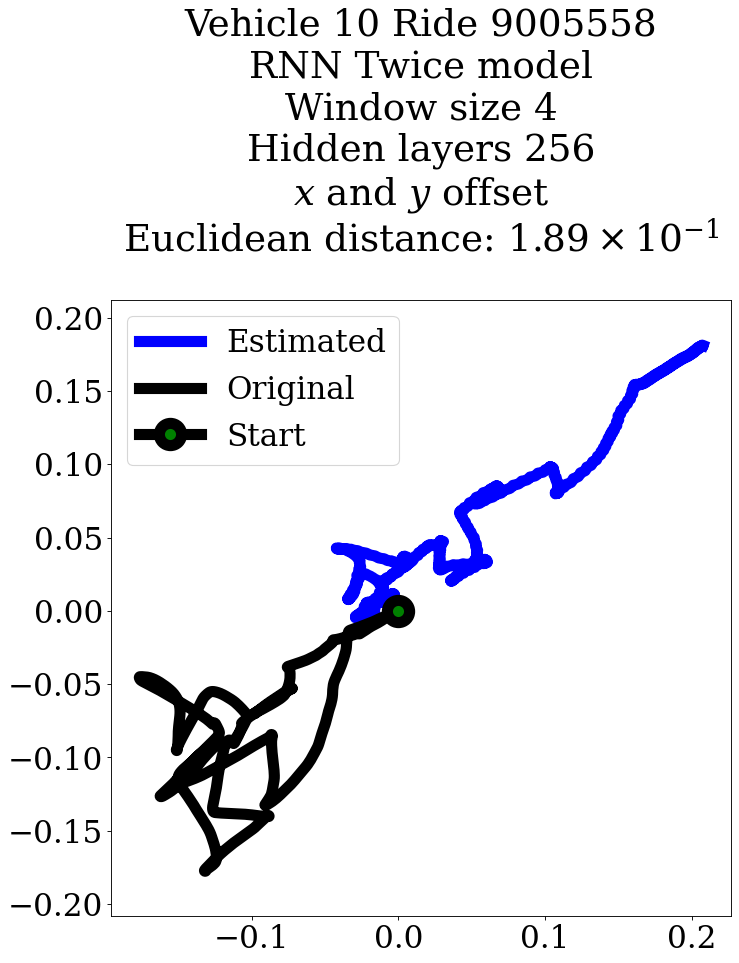 Vehicle 10 Ride 9005558
RNN Twice model
Window size 4
Hidden layers 256
x and y offset
Euclidean distance: 1.89 × 10⁻¹
Estimated
Original
Start
0.20
0.15
0.10
0.05
0.00
−0.05
−0.10
−0.15
−0.20
−0.1 0.0 0.1 0.2